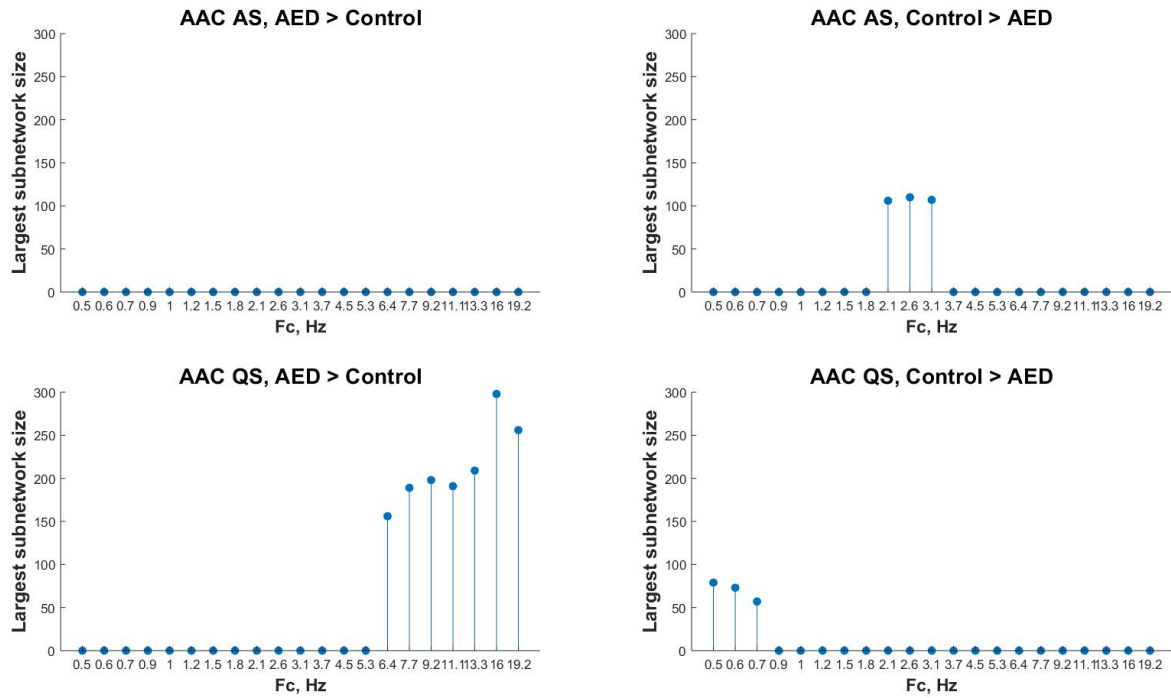 AAC AS, AED > Control
300
250
200
150
100
50
0
Largest subnetwork size
0.5 0.6 0.7 0.9 1 1.2 1.5 1.8 2.1 2.6 3.1 3.7 4.5 5.3 6.4 7.7 9.2 11.1 13.3 16 19.2
Fc, Hz
AAC AS, Control > AED
300
250
200
150
100
50
0
Largest subnetwork size
0.5 0.6 0.7 0.9 1 1.2 1.5 1.8 2.1 2.6 3.1 3.7 4.5 5.3 6.4 7.7 9.2 11.1 13.3 16 19.2
Fc, Hz
AAC QS, AED > Control
300
250
200
150
100
50
0
Largest subnetwork size
0.5 0.6 0.7 0.9 1 1.2 1.5 1.8 2.1 2.6 3.1 3.7 4.5 5.3 6.4 7.7 9.2 11.1 13.3 16 19.2
Fc, Hz
AAC QS, Control > AED
300
250
200
150
100
50
0
Largest subnetwork size
0.5 0.6 0.7 0.9 1 1.2 1.5 1.8 2.1 2.6 3.1 3.7 4.5 5.3 6.4 7.7 9.2 11.1 13.3 16 19.2
Fc, Hz